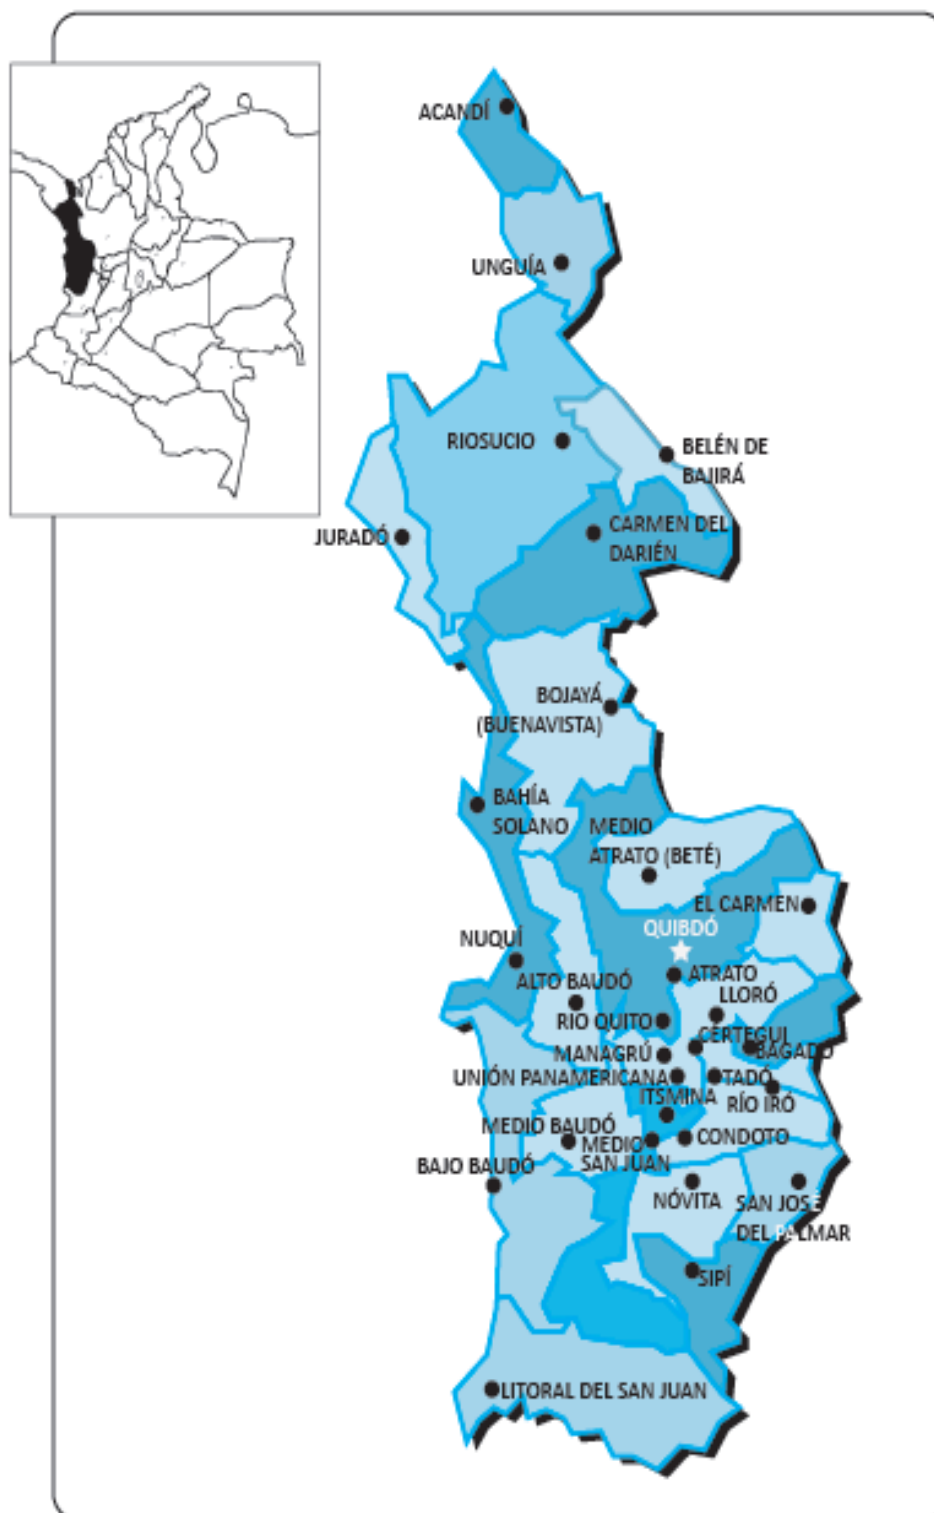 ACANDÍ
UNGUÍA
RIOSUCIO
BELÉN DE
BAJIRÁ
JURADÓ
CARMEN DEL
DARIÉN
BOJAYÁ
(BUENAVISTA)
BAHÍA
SOLANO
MEDIO
ATRATO (BETÉ)
EL CARMEN
QUIBDÓ
NUQUÍ
ATRATO
ALTO BAUDÓ
LLORÓ
RIO QUITO
CERTEGUI
MANAGRÚ
BAGADO
UNIÓN PANAMERICANA
TADÓ
ITSMINA
RÍO IRÓ
MEDIO BAUDÓ
MEDIO
SAN JUAN
CONDOTO
BAJO BAUDÓ
NÓVITA
SAN JOSÉ
DEL PALMAR
SIPÍ
LITORAL DEL SAN JUAN